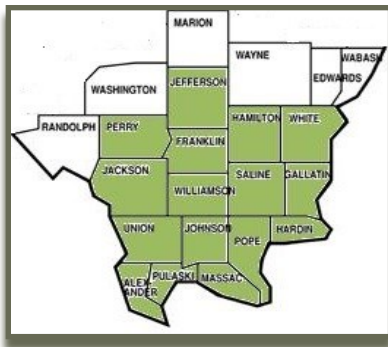 MARION
WAYNE
WABASH
EDWARDS
JEFFERSON
WASHINGTON
RANDOLPH
PERRY
HAMILTON
WHITE
FRANKLIN
JACKSON
WILLIAMSON
SALINE
GALLATIN
UNION
JOHNSON
POPE
HARDIN
ALEX-
ANDER
PULASKI
MASSAC